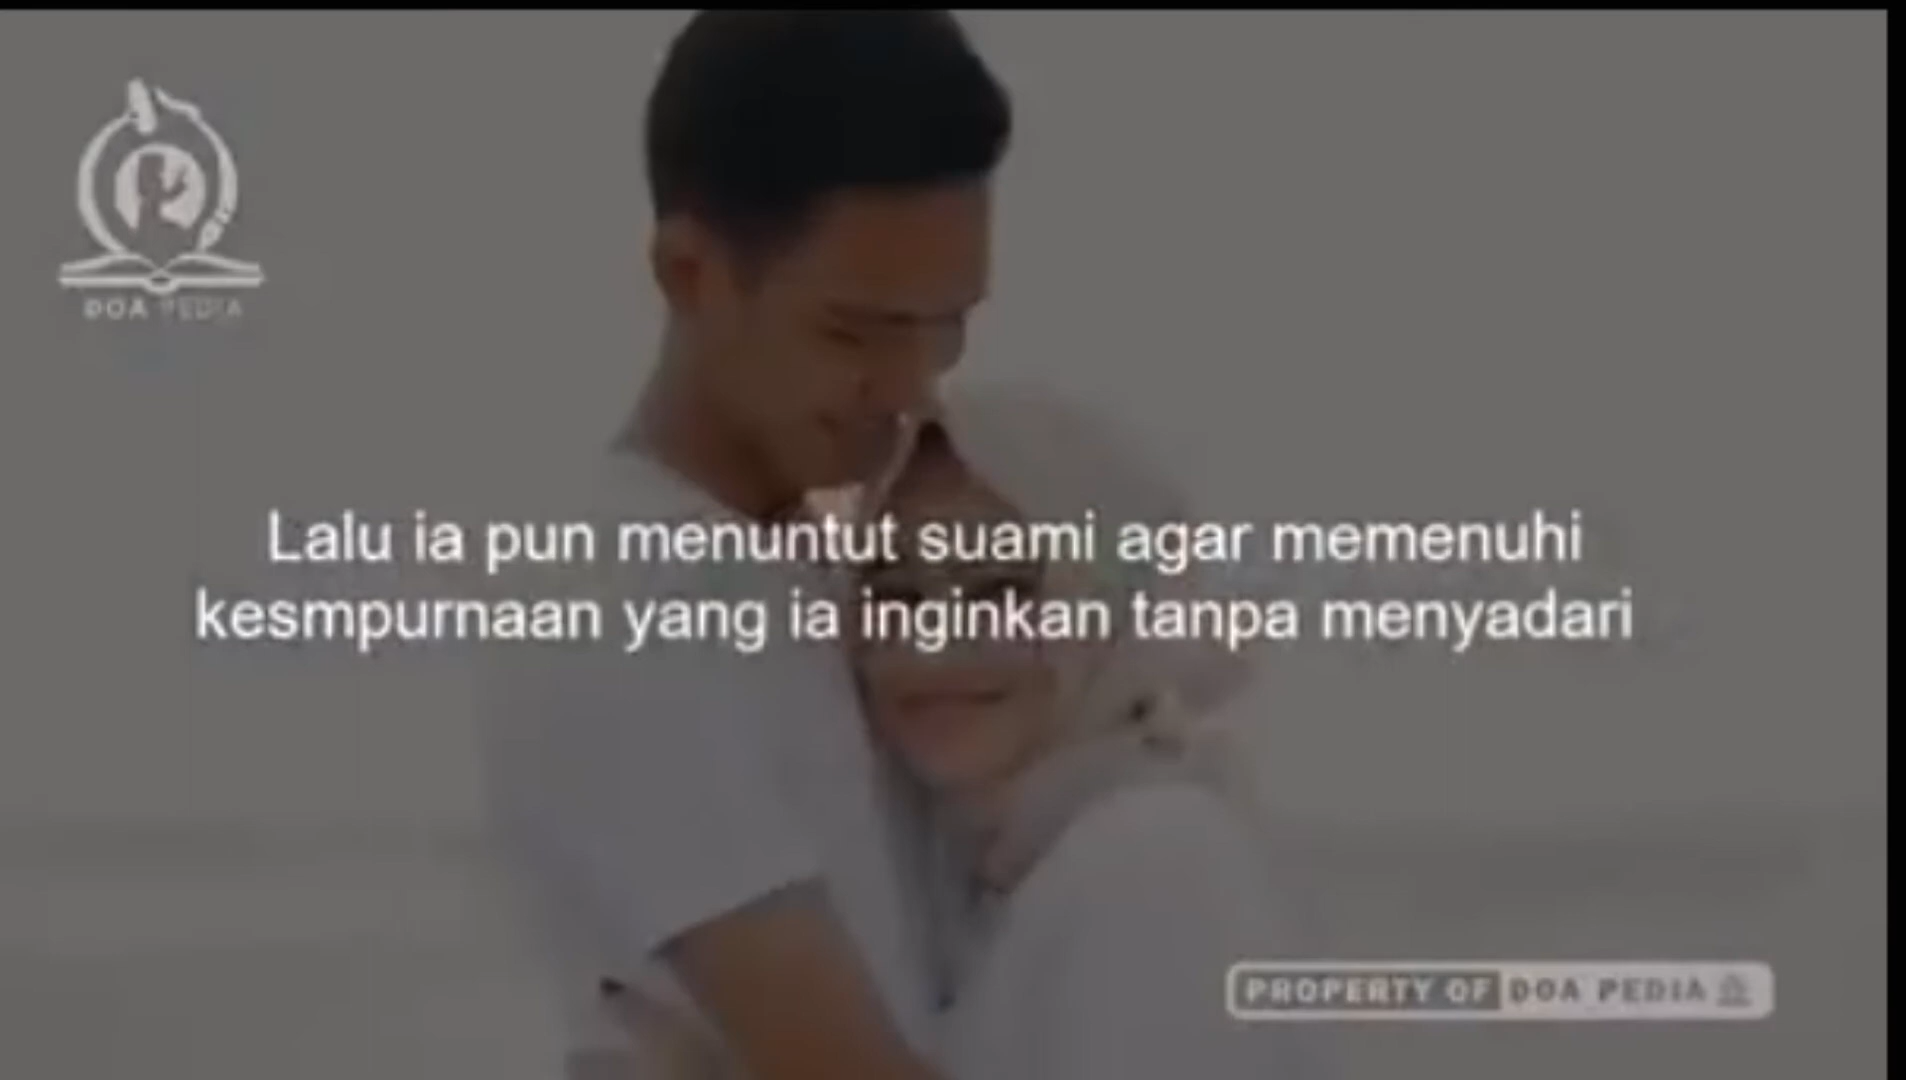 DOA PEDIA
Lalu ia pun menuntut suami agar memenuhi
kesmpurnaan yang ia inginkan tanpa menyadari
PROPERTY OF DOA PEDIA